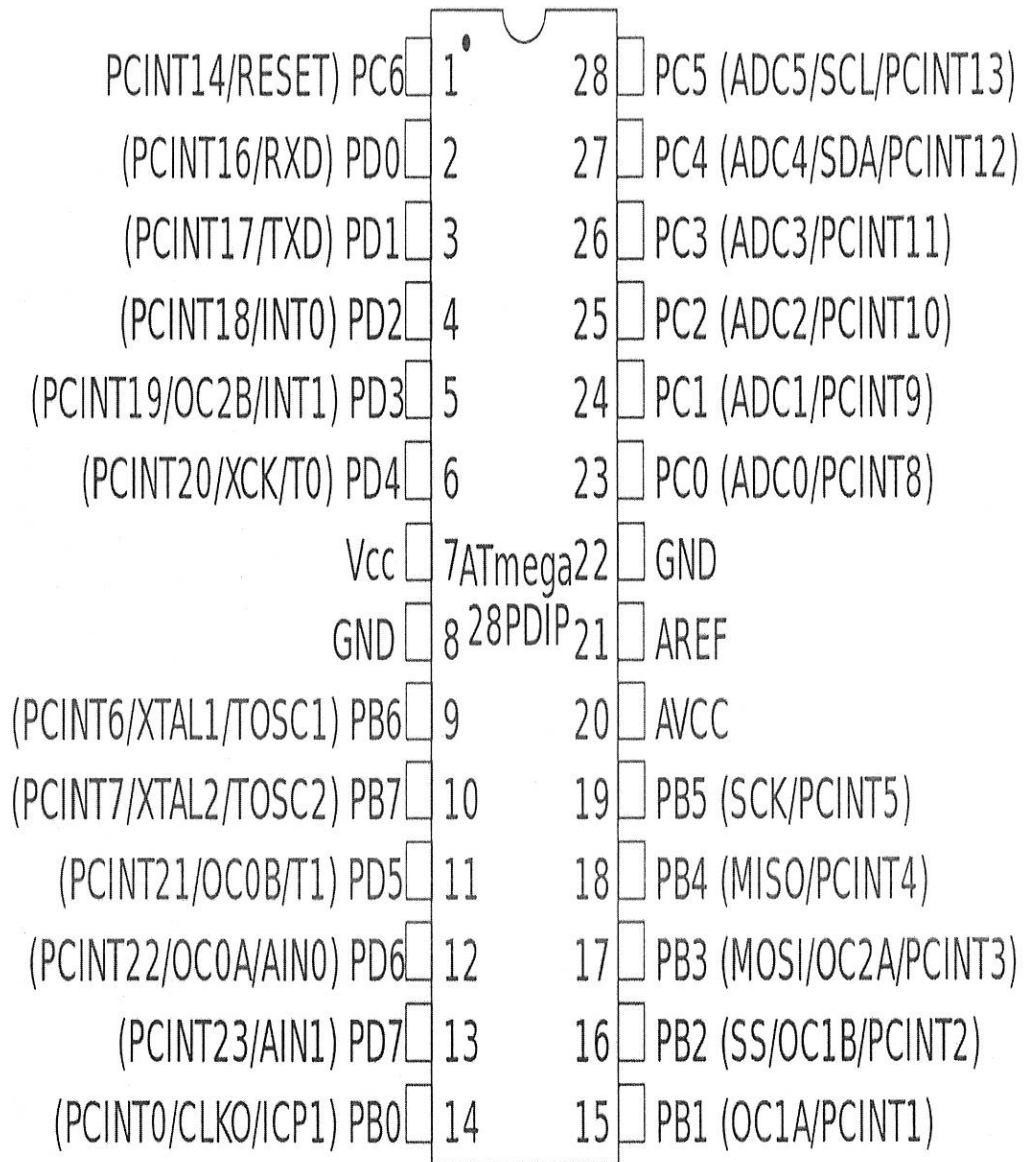 PCINT14/RESET) PC6 1 28 PC5 (ADC5/SCL/PCINT13)
(PCINT16/RXD) PD0 2 27 PC4 (ADC4/SDA/PCINT12)
(PCINT17/TXD) PD1 3 26 PC3 (ADC3/PCINT11)
(PCINT18/INT0) PD2 4 25 PC2 (ADC2/PCINT10)
(PCINT19/OC2B/INT1) PD3 5 24 PC1 (ADC1/PCINT9)
(PCINT20/XCK/T0) PD4 6 23 PC0 (ADC0/PCINT8)
Vcc 7 ATmega 22 GND
GND 8 28PDIP 21 AREF
(PCINT6/XTAL1/TOSC1) PB6 9 20 AVCC
(PCINT7/XTAL2/TOSC2) PB7 10 19 PB5 (SCK/PCINT5)
(PCINT21/OC0B/T1) PD5 11 18 PB4 (MISO/PCINT4)
(PCINT22/OC0A/AIN0) PD6 12 17 PB3 (MOSI/OC2A/PCINT3)
(PCINT23/AIN1) PD7 13 16 PB2 (SS/OC1B/PCINT2)
(PCINT0/CLKO/ICP1) PB0 14 15 PB1 (OC1A/PCINT1)